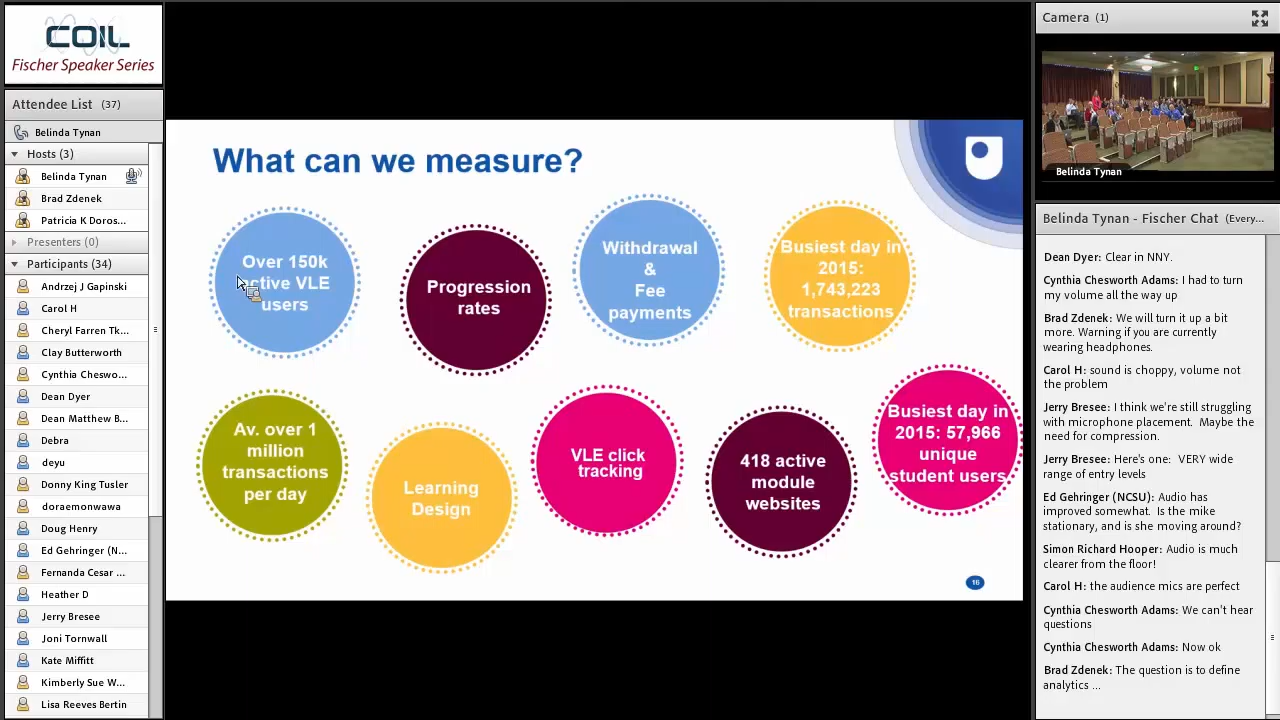 COIL
Fischer Speaker Series
Attendee List (37)
Belinda Tynan
Hosts (3)
Belinda Tynan
Brad Zdenek
Patricia K Doros...
Presenters (0)
Participants (34)
Andrzej J Gapinski
Carol H
Cheryl Farren Tk...
Clay Butterworth
Cynthia Cheswo...
Dean Dyer
Dean Matthew B...
Debra
deyu
Donny King Tusler
doraemonwawa
Doug Henry
Ed Gehringer (N...
Fernanda Cesar ...
Heather D
Jerry Bresee
Joni Tornwall
Kate Miffitt
Kimberly Sue W...
Lisa Reeves Bertin
What can we measure?
Over 150k
active VLE
users
Progression
rates
Withdrawal
&
Fee
payments
Busiest day in
2015:
1,743,223
transactions
Av. over 1
million
transactions
per day
Learning
Design
VLE click
tracking
418 active
module
websites
Busiest day in
2015: 57,966
unique
student users
16
Camera (1)
Belinda Tynan
Belinda Tynan - Fischer Chat (Every...
Dean Dyer: Clear in NNY.
Cynthia Chesworth Adams: I had to turn
my volume all the way up
Brad Zdenek: We will turn it up a bit
more. Warning if you are currently
wearing headphones.
Carol H: sound is choppy, volume not
the problem
Jerry Bresee: I think we're still struggling
with microphone placement. Maybe the
need for compression.
Jerry Bresee: Here's one: VERY wide
range of entry levels
Ed Gehringer (NCSU): Audio has
improved somewhat. Is the mike
stationary, and is she moving around?
Simon Richard Hooper: Audio is much
clearer from the floor!
Carol H: the audience mics are perfect
Cynthia Chesworth Adams: We can't hear
questions
Cynthia Chesworth Adams: Now ok
Brad Zdenek: The question is to define
analytics ...